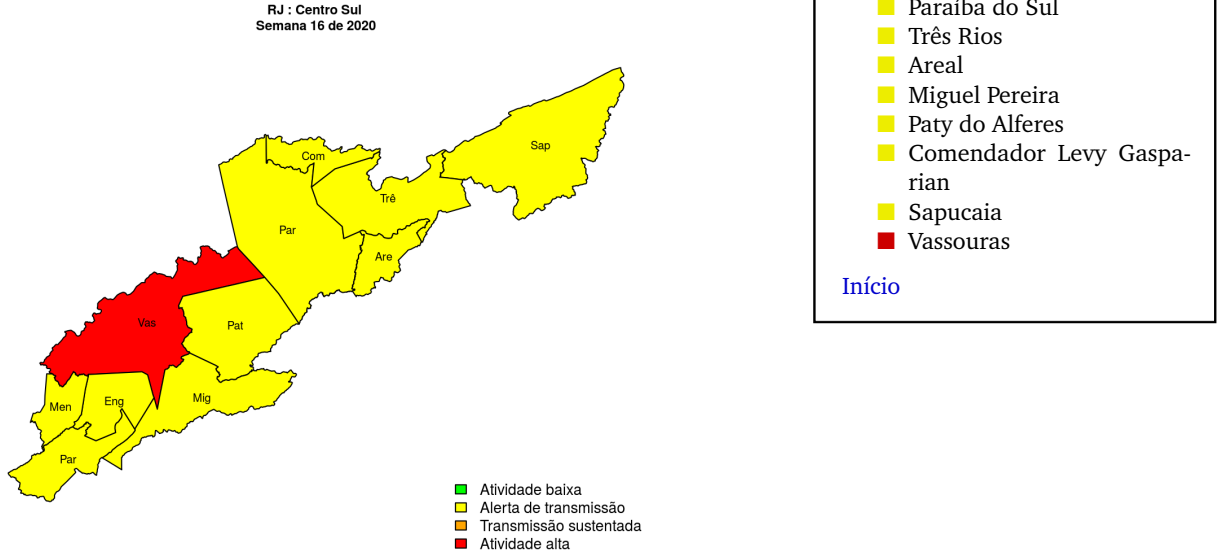 RJ : Centro Sul
Semana 16 de 2020
Sap
Com
Trê
Par
Are
Vas
Pat
Men
Eng
Mig
Par
Atividade baixa
Alerta de transmissão
Transmissão sustentada
Atividade alta
Paraíba do Sul
Três Rios
Areal
Miguel Pereira
Paty do Alferes
Comendador Levy Gaspa-
rian
Sapucaia
Vassouras
Início